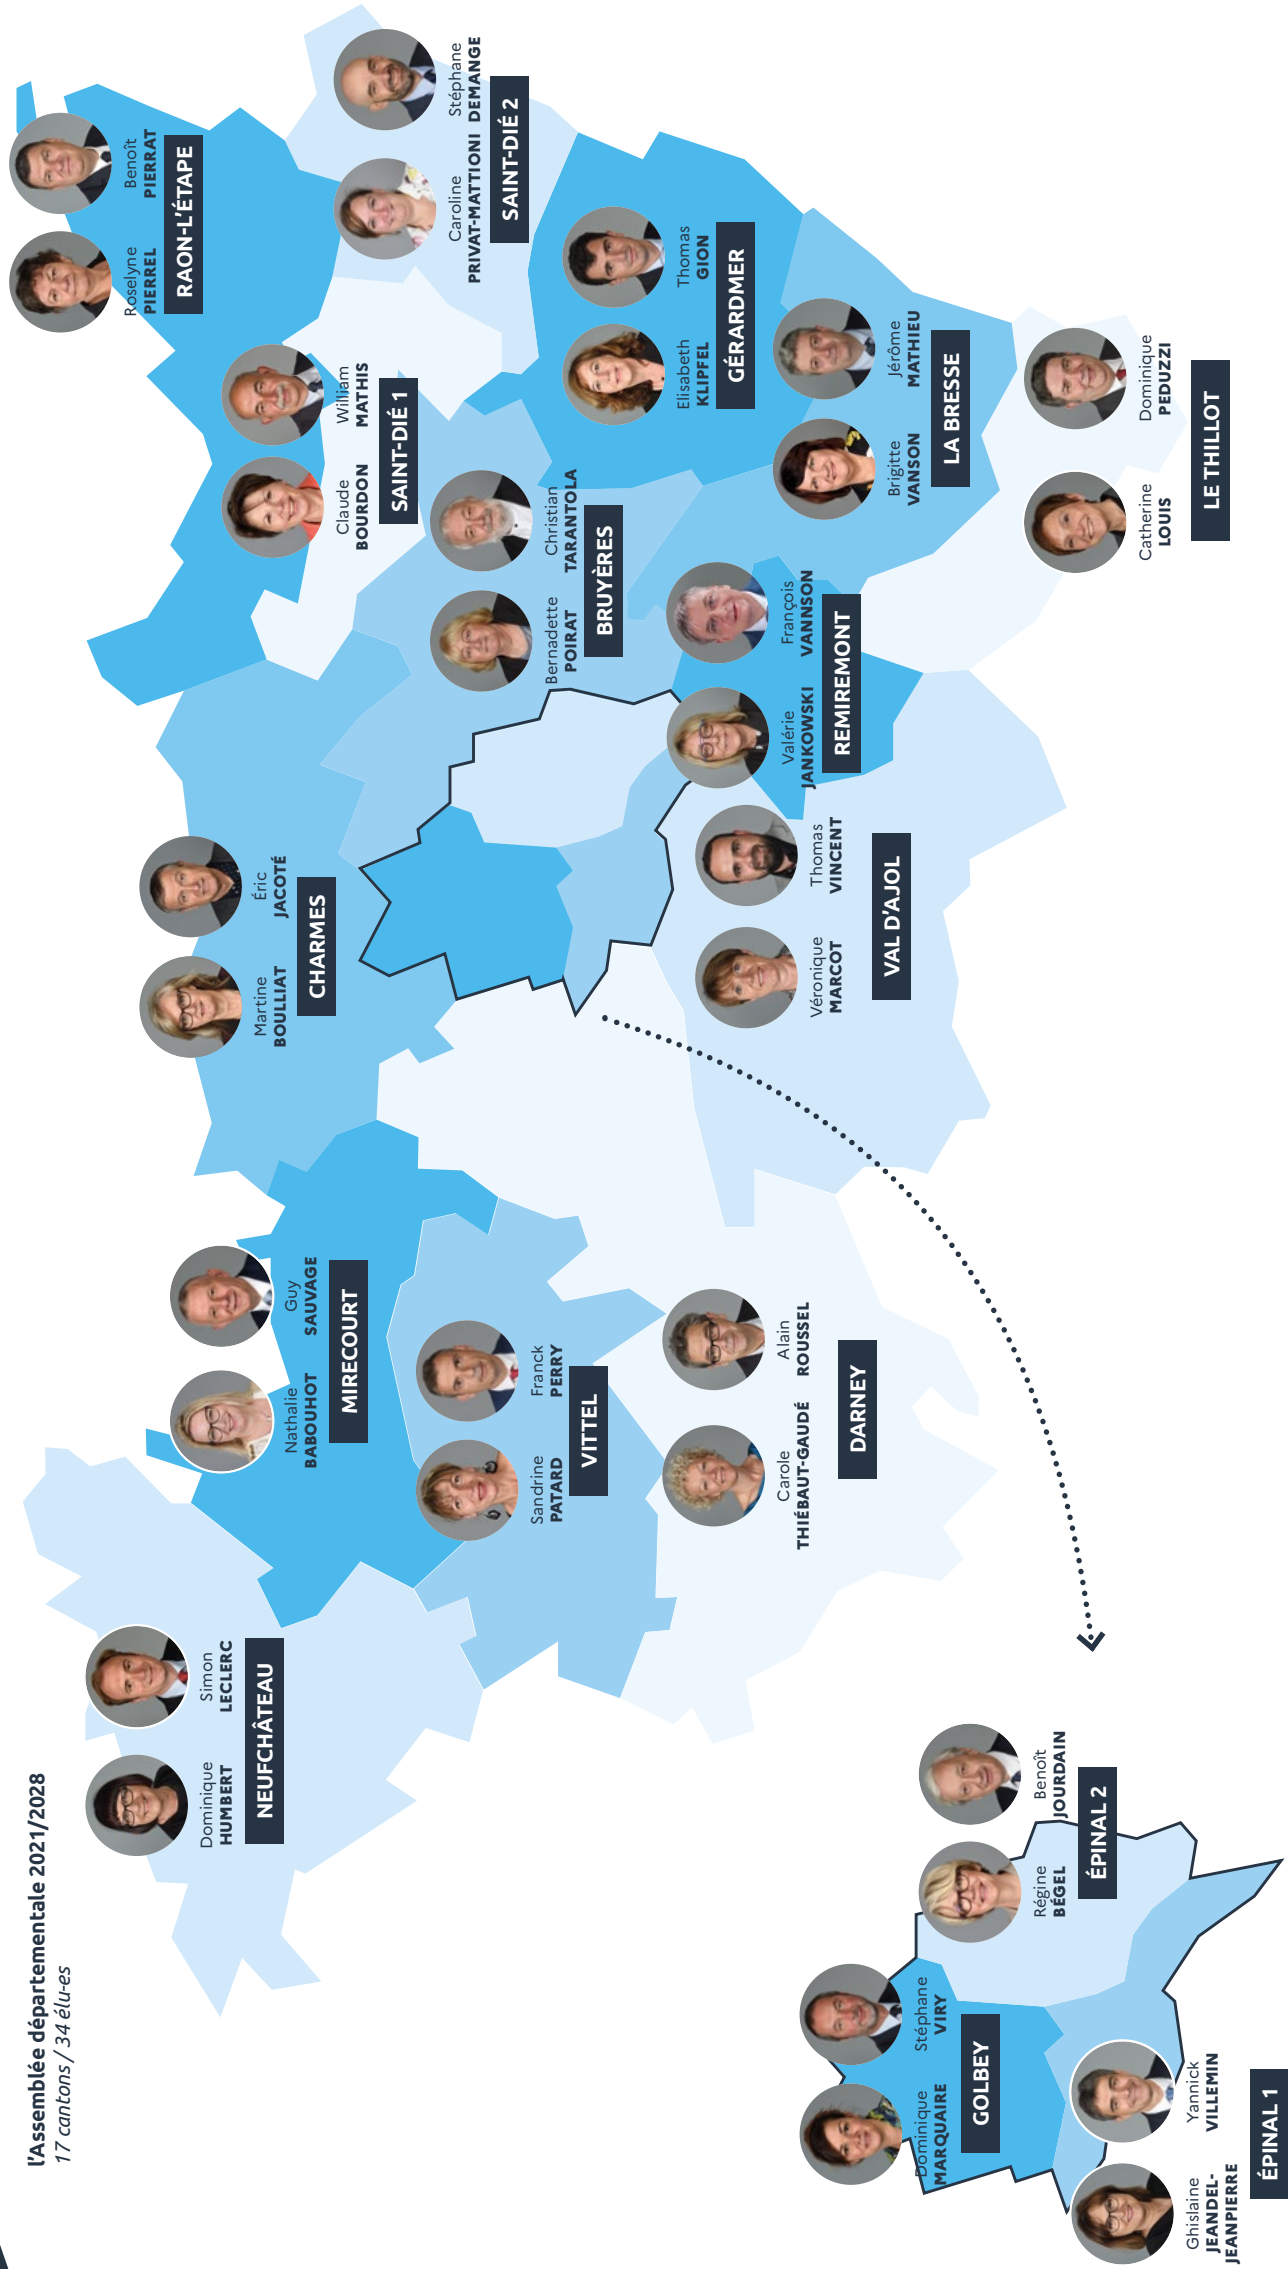 l'Assemblée départementale 2021/2028
17 cantons / 34 élu-es
Dominique
HUMBERT
Simon
LECLERC
NEUFCHÂTEAU
Nathalie
BABOUHOT
Guy
SAUVAGE
MIRECOURT
Martine
BOULLIAT
Éric
JACOTÉ
CHARMES
Roselyne
PIERREL
Benoît
PIERRAT
RAON-L'ÉTAPE
Claude
BOURDON
William
MATHIS
SAINT-DIÉ 1
Caroline
PRIVAT-MATTIONI
Stéphane
DEMANGE
SAINT-DIÉ 2
Sandrine
PATARD
Franck
PERRY
VITTEL
Bernadette
POIRAT
Christian
TARANTOLA
BRUYÈRES
Elisabeth
KLIPFEL
Thomas
GION
GÉRARDMER
Carole
THIÉBAUT-GAUDÉ
Alain
ROUSSEL
DARNEY
Véronique
MARCOT
Thomas
VINCENT
VAL D'AJOL
Valérie
JANKOWSKI
François
VANNSON
REMIREMONT
Brigitte
VANSON
Jérôme
MATHIEU
LA BRESSE
Catherine
LOUIS
Dominique
PEDUZZI
LE THILLOT
Dominique
MARQUAIRE
Stéphane
VIRY
GOLBEY
Régine
BÉGEL
Benoît
JOURDAIN
ÉPINAL 2
Ghislaine
JEANDEL-
JEANPIERRE
Yannick
VILLEMIN
ÉPINAL 1